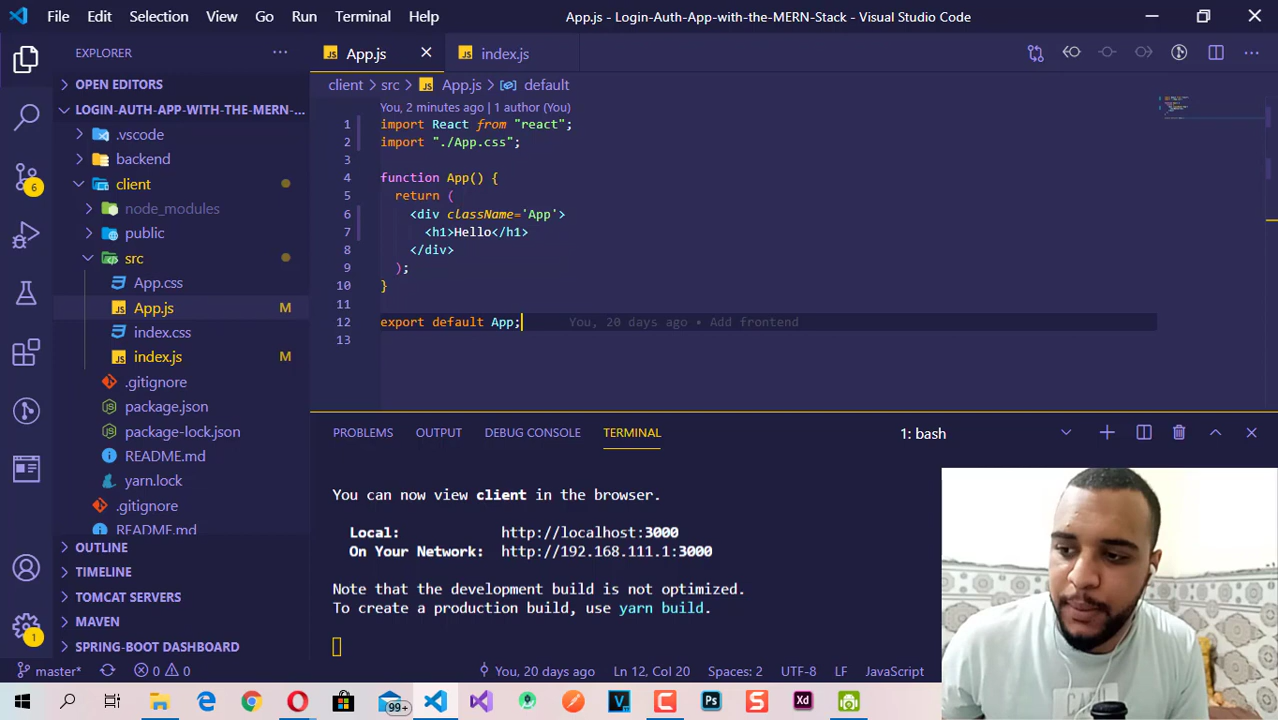 File Edit Selection View Go Run Terminal Help
App.js - Login-Auth-App-with-the-MERN-Stack - Visual Studio Code
EXPLORER
OPEN EDITORS
LOGIN-AUTH-APP-WITH-THE-MERN-...
.vscode
backend
client
node_modules
public
src
App.css
App.js M
index.css
index.js M
.gitignore
package.json
package-lock.json
README.md
yarn.lock
.gitignore
README.md
OUTLINE
TIMELINE
TOMCAT SERVERS
MAVEN
SPRING-BOOT DASHBOARD
6
1
JS App.js JS index.js
client > src > JS App.js > default
You, 2 minutes ago | 1 author (You)
1 import React from "react";
2 import "./App.css";
3
4 function App() {
5 return (
6 <div className='App'>
7 <h1>Hello</h1>
8 </div>
9 );
10 }
11
12 export default App; You, 20 days ago • Add frontend
13
PROBLEMS OUTPUT DEBUG CONSOLE TERMINAL 1: bash
You can now view client in the browser.
Local: http://localhost:3000
On Your Network: http://192.168.111.1:3000
Note that the development build is not optimized.
To create a production build, use yarn build.
master* 0 0 You, 20 days ago Ln 12, Col 20 Spaces: 2 UTF-8 LF JavaScript
99+ V Ps S Xd